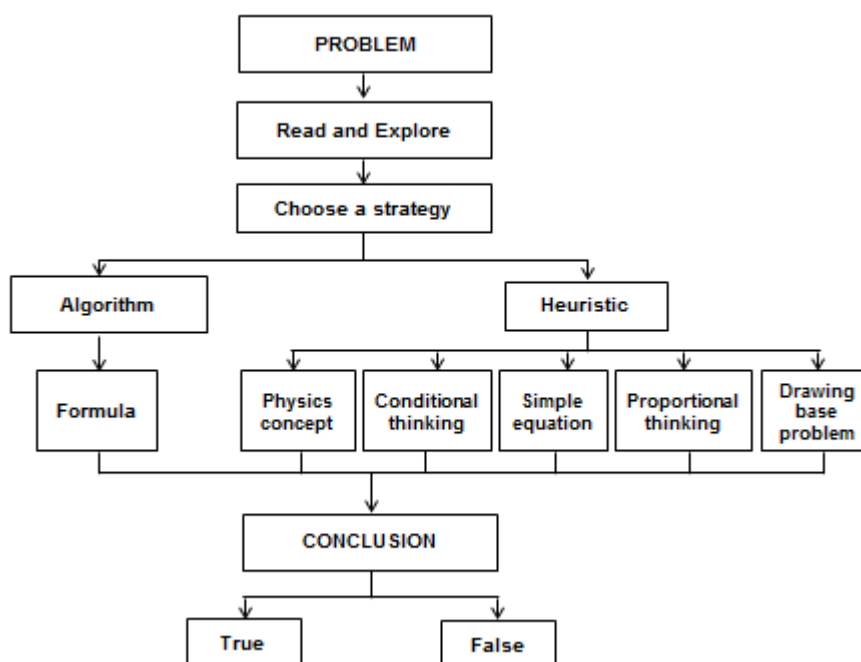 PROBLEM
Read and Explore
Choose a strategy
Algorithm
Heuristic
Formula
Physics
concept
Conditional
thinking
Simple
equation
Proportional
thinking
Drawing
base
problem
CONCLUSION
True
False